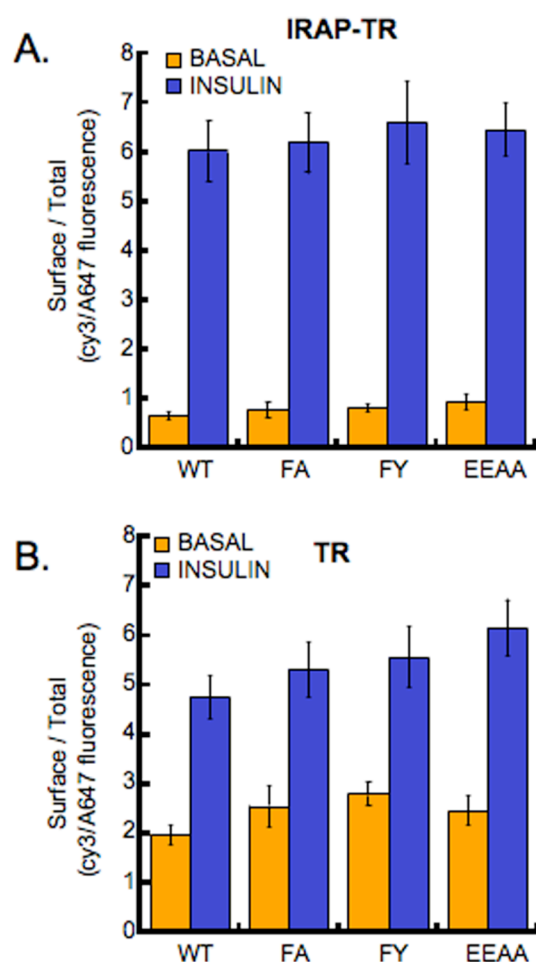 A.
IRAP-TR
BASAL
INSULIN
Surface / Total
(cy3/A647 fluorescence)
8
7
6
5
4
3
2
1
0
WT FA FY EEAA
B.
TR
BASAL
INSULIN
Surface / Total
(cy3/A647 fluorescence)
8
7
6
5
4
3
2
1
0
WT FA FY EEAA